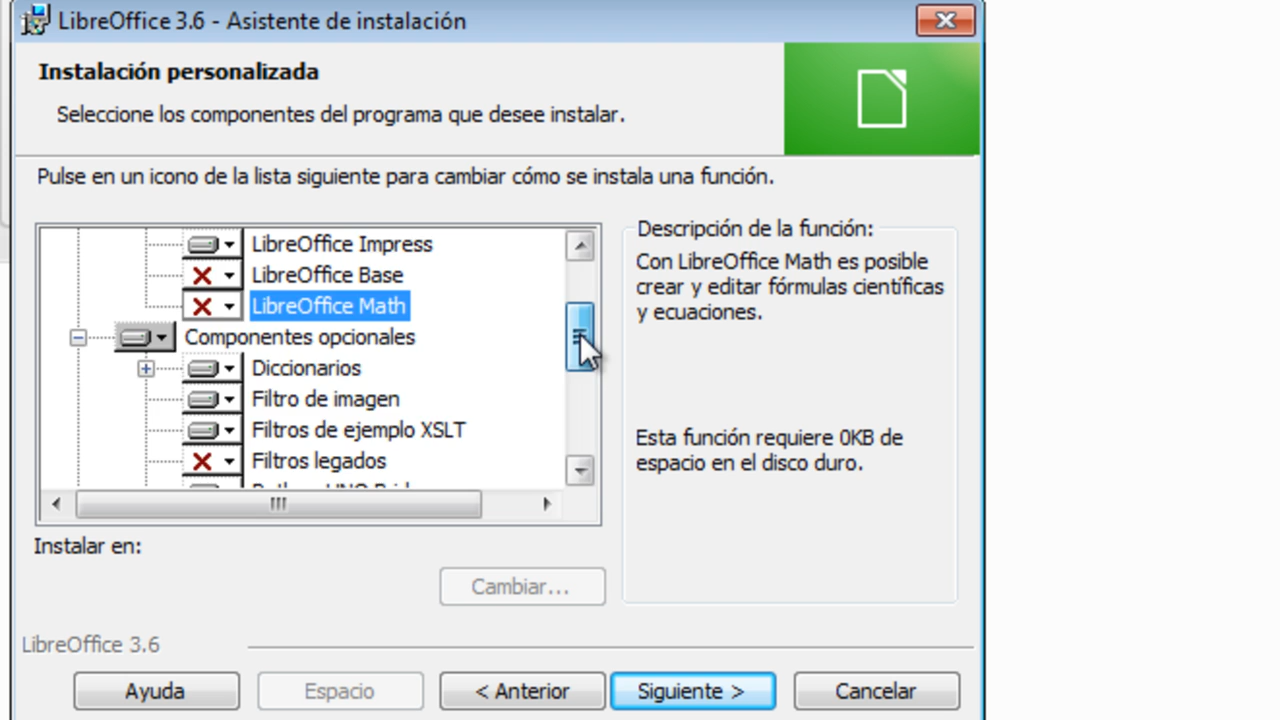 LibreOffice 3.6 - Asistente de instalación
Instalación personalizada
Seleccione los componentes del programa que desee instalar.
Pulse en un icono de la lista siguiente para cambiar cómo se instala una función.
LibreOffice Impress
LibreOffice Base
LibreOffice Math
Componentes opcionales
Diccionarios
Filtro de imagen
Filtros de ejemplo XSLT
Filtros legados
Descripción de la función:
Con LibreOffice Math es posible
crear y editar fórmulas científicas
y ecuaciones.
Esta función requiere 0KB de
espacio en el disco duro.
Instalar en:
Cambiar...
LibreOffice 3.6
Ayuda
Espacio
< Anterior
Siguiente >
Cancelar